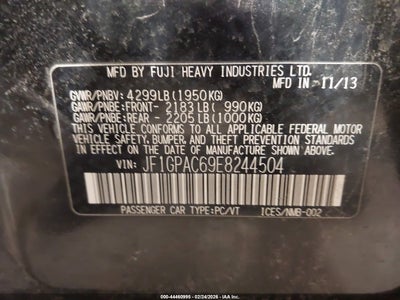 MFD BY FUJI HEAVY INDUSTRIES LTD.
MFD IN 11/13
GVWR/PNBV: 4299LB(1950KG)
GAWR/PNBE:FRONT- 2183LB( 990KG)
GAWR/PNBE:REAR - 2205LB(1000KG)
THIS VEHICLE CONFORMS TO ALL APPLICABLE FEDERAL MOTOR
VEHICLE SAFETY, BUMPER, AND THEFT PREVENTION STANDARDS
IN EFFECT ON THE DATE OF MANUFACTURE SHOWN ABOVE.
VIN: JF1GPAC69E8244504
PASSENGER CAR TYPE:PC/VT ICES/NMB-002
000-44460995 - 02/24/2026 - IAA Inc.